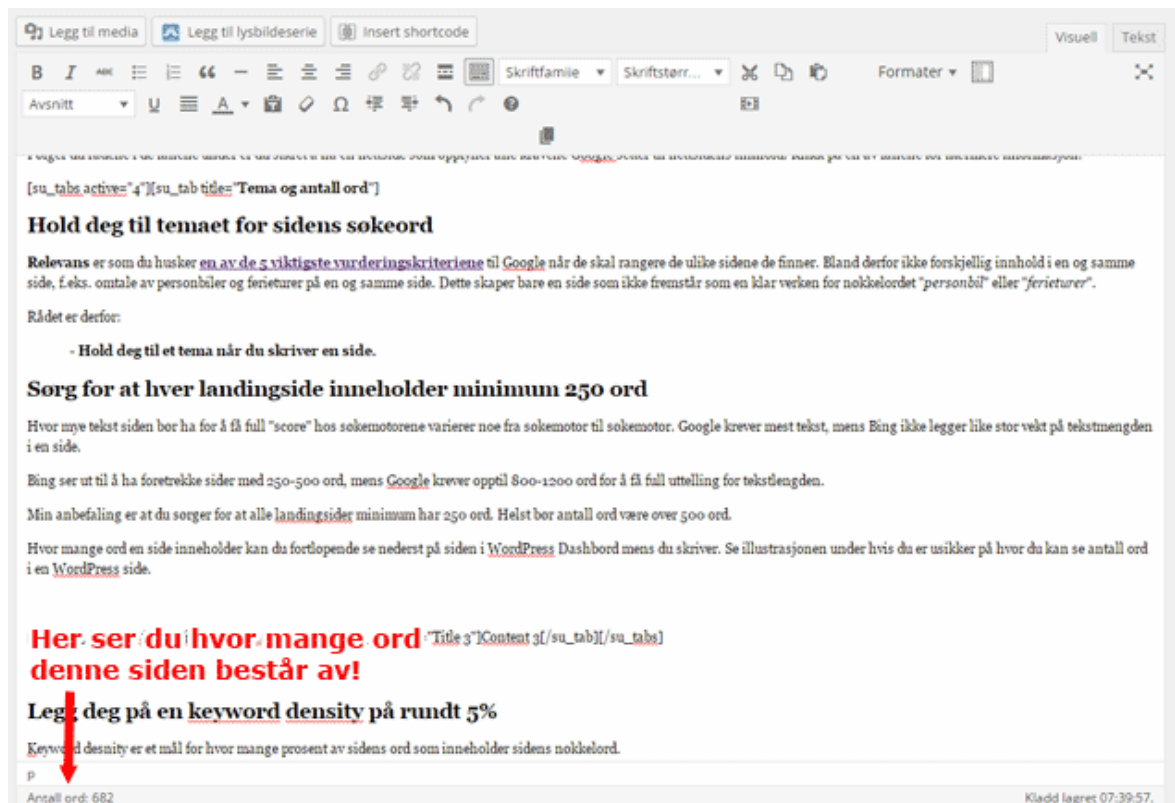 Legg til media Legg til lysbildeserie Insert shortcode
Visuell Tekst
B I ABC Skriftfamiie Skriftstørr... Formater
Avsnitt U A Ω
[su_tabs active="4"][su_tab title="Tema og antall ord"]
Hold deg til temaet for sidens søkeord
Relevans er som du husker en av de 5 viktigste vurderingskriteriene til Google når de skal rangere de ulike sidene de finner. Bland derfor ikke forskjellig innhold i en og samme
side, f.eks. omtale av personbiler og ferieturer på en og samme side. Dette skaper bare en side som ikke fremstår som en klar verken for nøkkelordet "personbil" eller "ferieturer".
Rådet er derfor:
- Hold deg til et tema når du skriver en side.
Sørg for at hver landingside inneholder minimum 250 ord
Hvor mye tekst siden bør ha for å få full "score" hos søkemotorene varierer noe fra søkemotor til søkemotor. Google krever mest tekst, mens Bing ikke legger like stor vekt på tekstmengden
i en side.
Bing ser ut til å ha foretrekke sider med 250-500 ord, mens Google krever opptil 800-1200 ord for å få full uttelling for tekstlengden.
Min anbefaling er at du sørger for at alle landingsider minimum har 250 ord. Helst bør antall ord være over 500 ord.
Hvor mange ord en side inneholder kan du fortløpende se nederst på siden i WordPress Dashbord mens du skriver. Se illustrasjonen under hvis du er usikker på hvor du kan se antall ord
i en WordPress side.
Her ser du hvor mange ord
"Title 3"]Content 3[/su_tab][/su_tabs]
denne siden består av!
Legg deg på en keyword density på rundt 5%
Keyword desnity er et mål for hvor mange prosent av sidens ord som inneholder sidens nøkkelord.
p
Antall ord: 682 Kladd lagret 07:39:57.